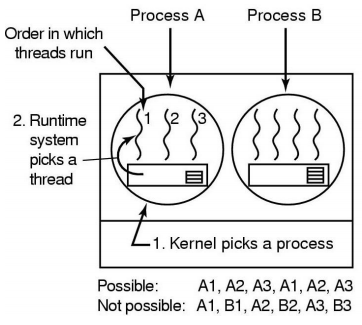 Process A
Process B
Order in which
threads run
1 2 3
2. Runtime
system
picks a
thread
1. Kernel picks a process
Possible: A1, A2, A3, A1, A2, A3
Not possible: A1, B1, A2, B2, A3, B3